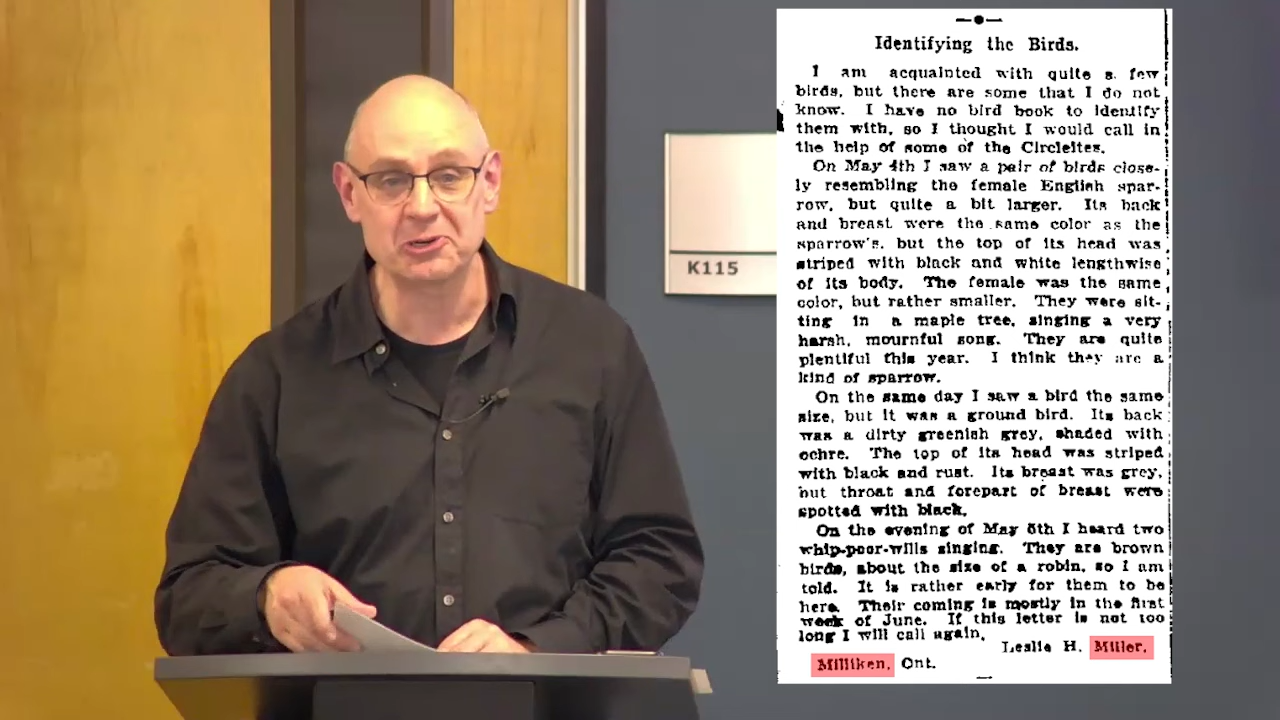 Identifying the Birds.
I am acquainted with quite a few
birds, but there are some that I do not
know. I have no bird book to identify
them with, so I thought I would call in
the help of some of the Circleites.
On May 4th I saw a pair of birds close-
ly resembling the female English spar-
row, but quite a bit larger. Its back
and breast were the same color as the
sparrow's, but the top of its head was
striped with black and white lengthwise
of its body. The female was the same
color, but rather smaller. They were sit-
ting in a maple tree, singing a very
harsh, mournful song. They are quite
plentiful this year. I think they are a
kind of sparrow.
On the same day I saw a bird the same
size, but it was a ground bird. Its back
was a dirty greenish grey, shaded with
ochre. The top of its head was striped
with black and rust. Its breast was grey,
but throat and forepart of breast were
spotted with black.
On the evening of May 5th I heard two
whip-poor-wills singing. They are brown
birds, about the size of a robin, so I am
told. It is rather early for them to be
here. Their coming is mostly in the first
week of June. If this letter is not too
long I will call again.
Leslie H. Miller.
Milliken, Ont.
K115